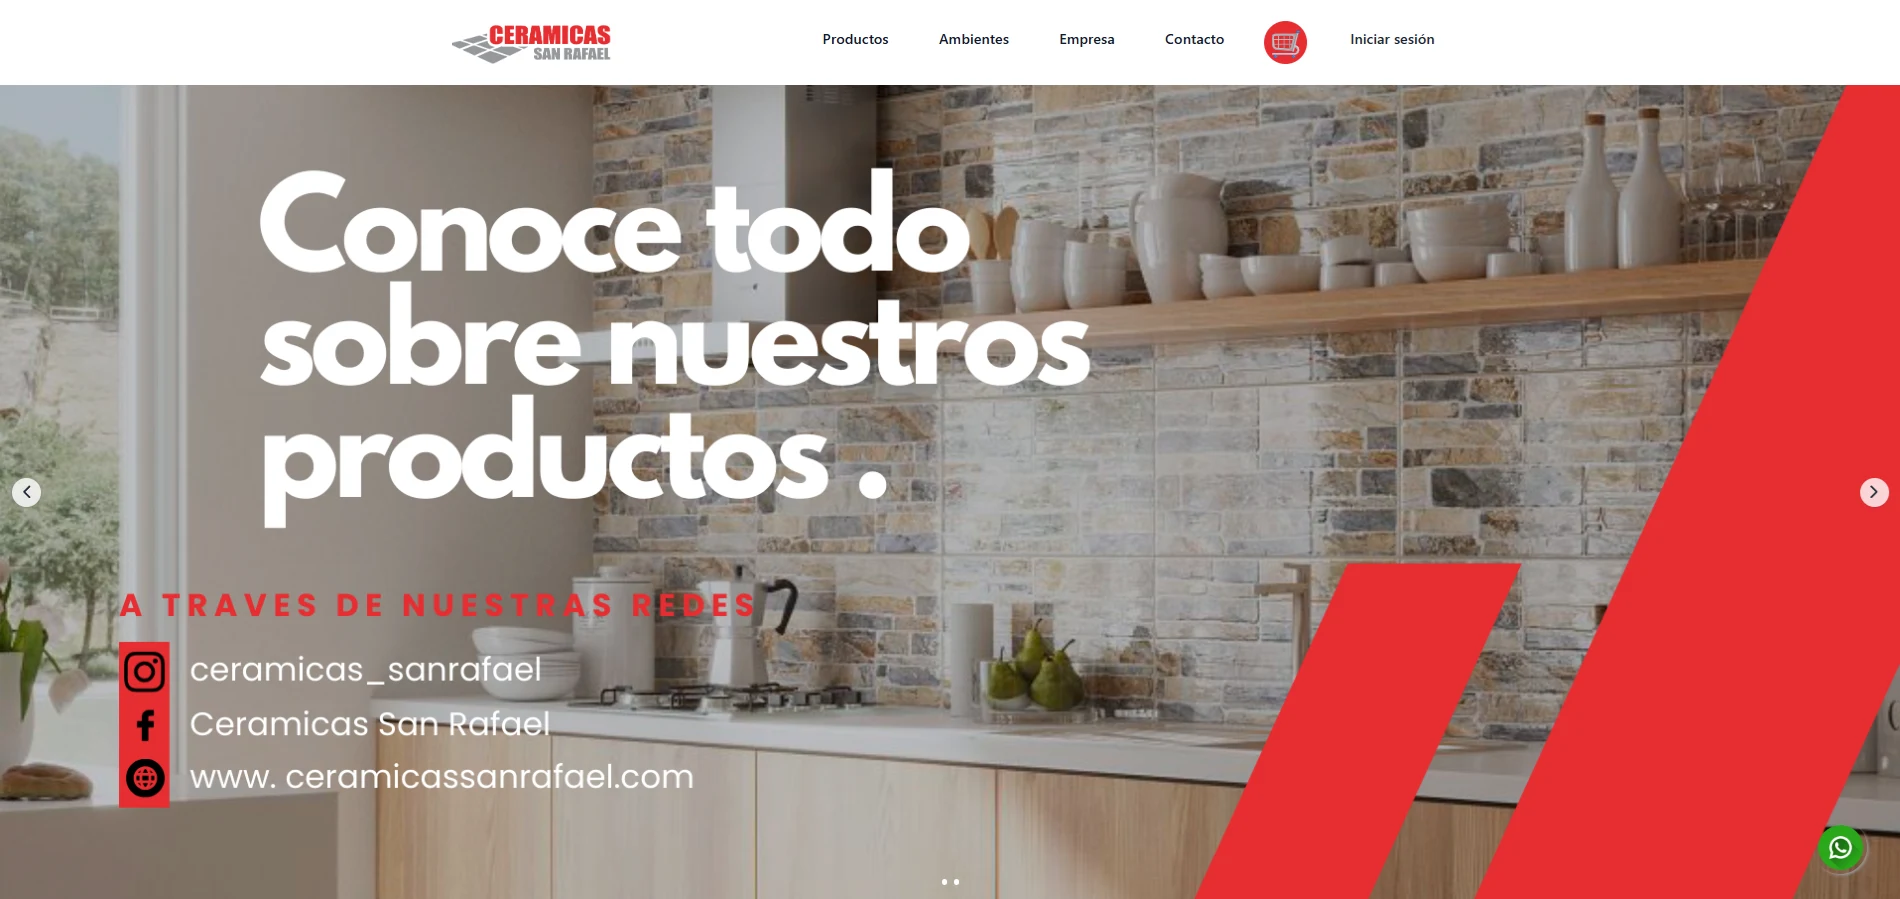 CERAMICAS
SAN RAFAEL
Productos
Ambientes
Empresa
Contacto
Iniciar sesión
Conoce todo
sobre nuestros
productos .
A TRAVES DE NUESTRAS REDES
ceramicas_sanrafael
Ceramicas San Rafael
www. ceramicassanrafael.com